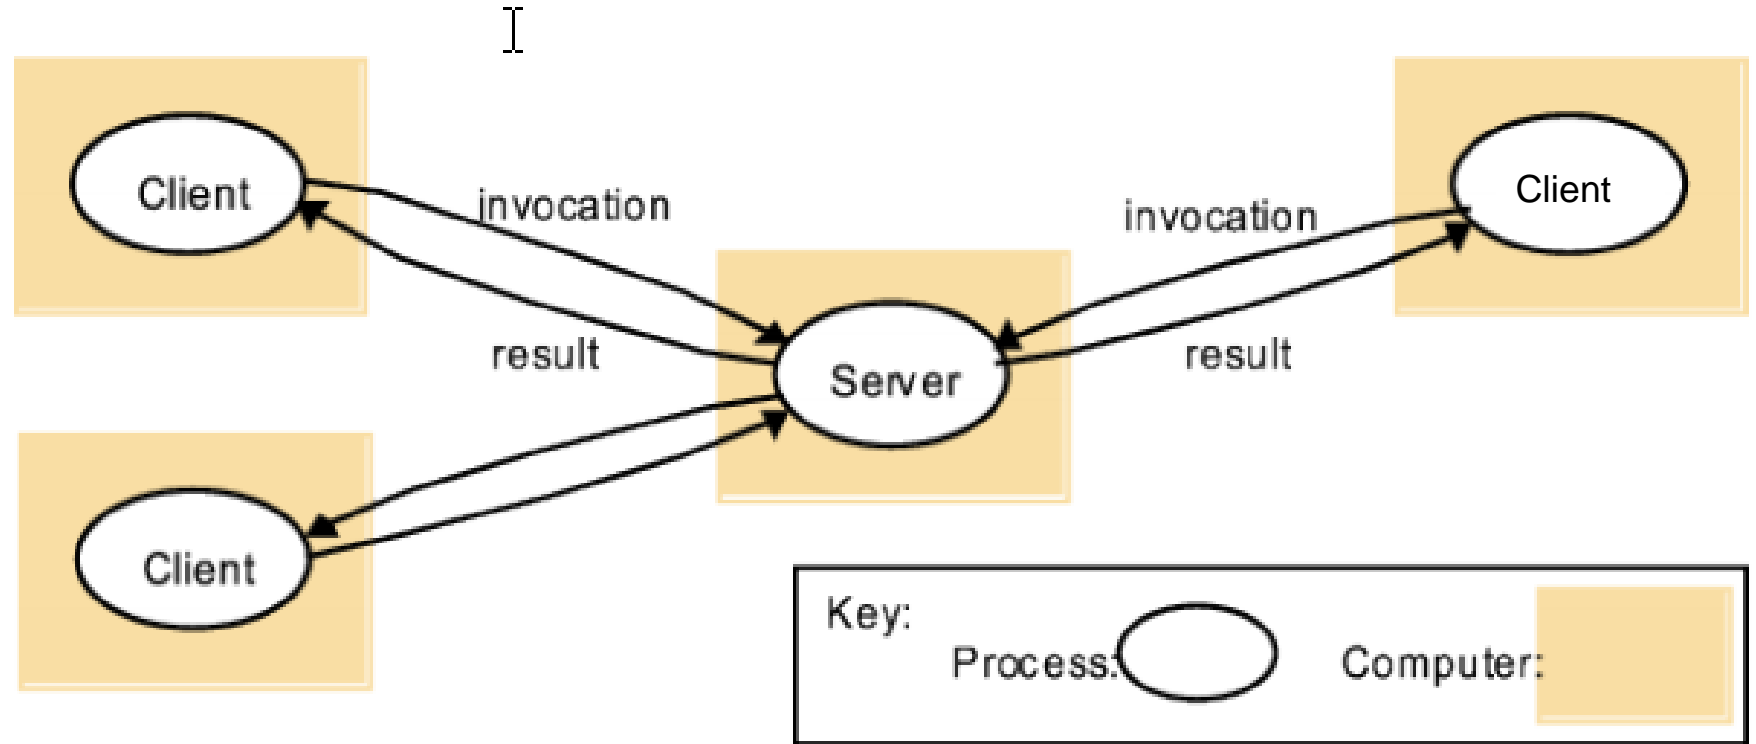 Client
invocation
invocation
Client
result
Server
result
Client
Key:
Process:
Computer: